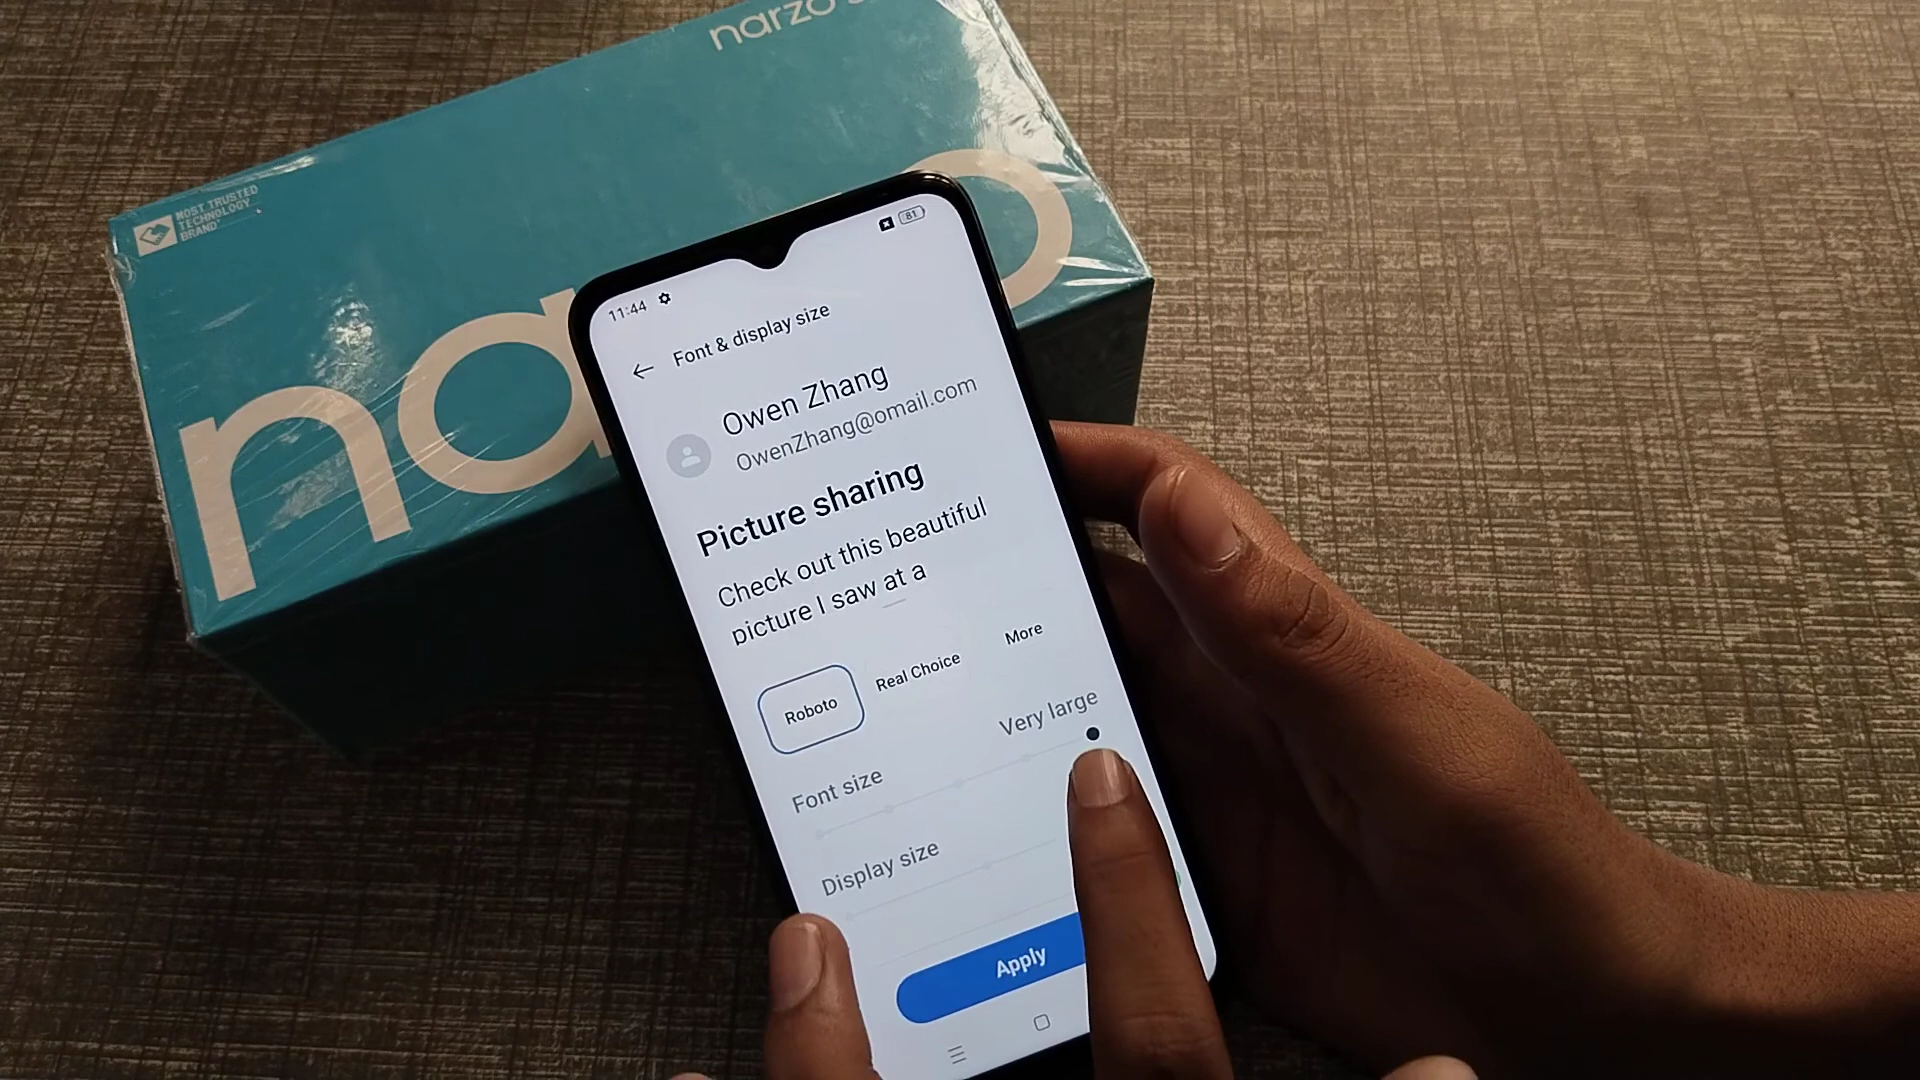 narzo
MOST TRUSTED
TECHNOLOGY
BRAND
11:44
81
Font & display size
Owen Zhang
OwenZhang@omail.com
Picture sharing
Check out this beautiful
picture I saw at a
Roboto
Real Choice
More
Very large
Font size
Display size
Apply